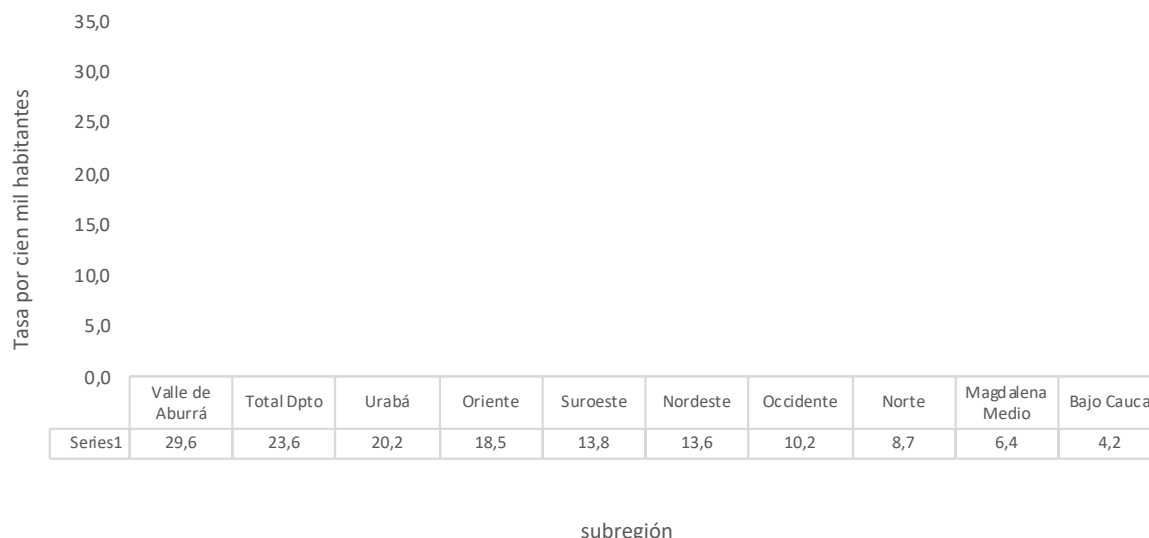 35,0
30,0
25,0
20,0
15,0
10,0
5,0
0,0
Tasa por cien mil habitantes
Valle de Aburrá Total Dpto Urabá Oriente Suroeste Nordeste Occidente Norte Magdalena Medio Bajo Cauca
Series1 29,6 23,6 20,2 18,5 13,8 13,6 10,2 8,7 6,4 4,2
subregión